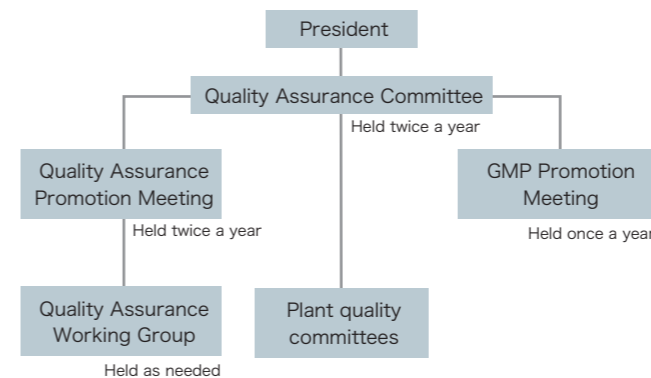 President
Quality Assurance Committee
Held twice a year
Quality Assurance
Promotion Meeting
Held twice a year
GMP Promotion
Meeting
Held once a year
Quality Assurance
Working Group
Held as needed
Plant quality
committees